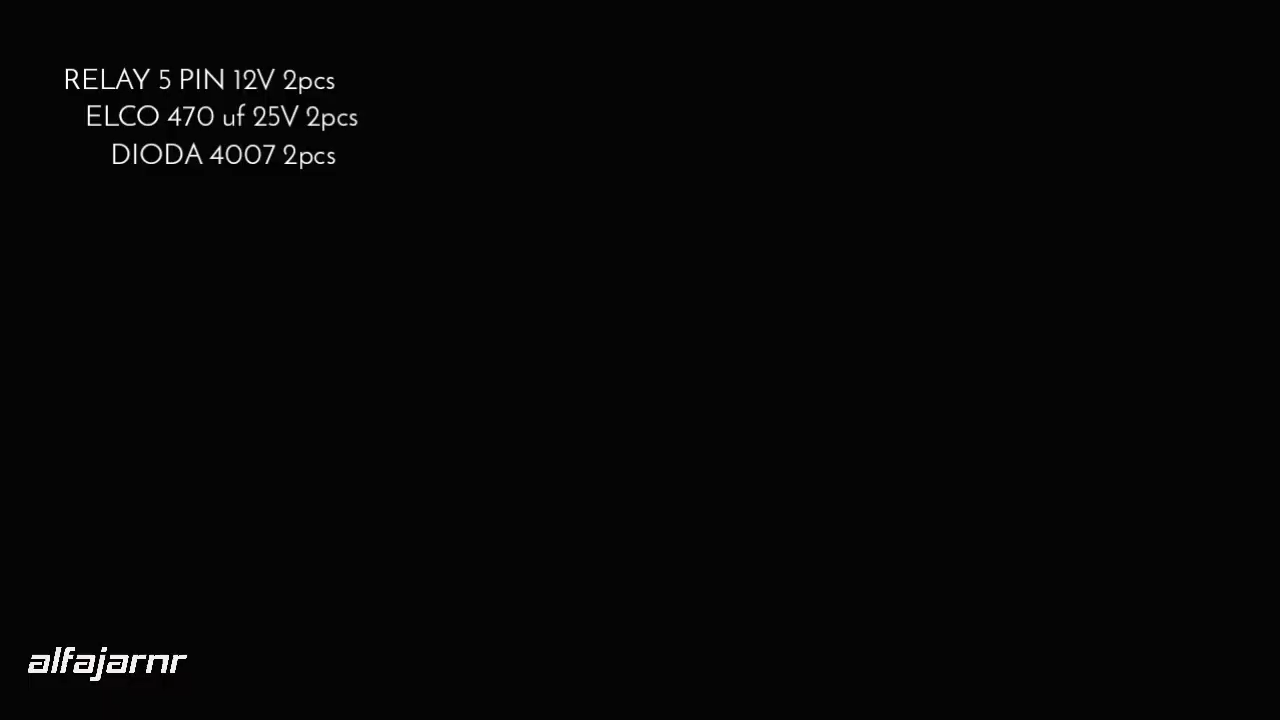 RELAY 5 PIN 12V 2pcs
ELCO 470 uf 25V 2pcs
DIODA 4007 2pcs
alfajarnr